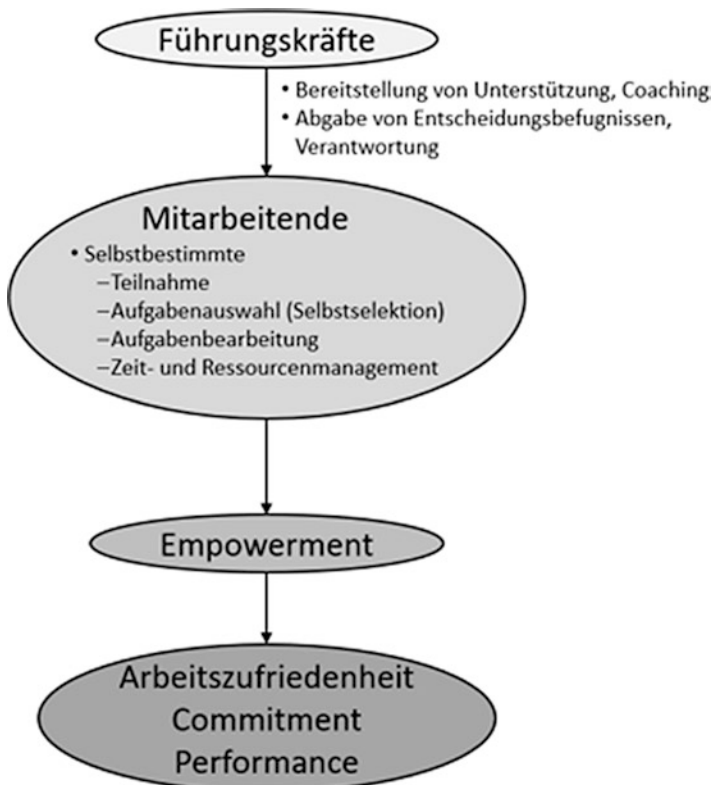 Führungskräfte
• Bereitstellung von Unterstützung, Coaching
• Abgabe von Entscheidungsbefugnissen,
Verantwortung
Mitarbeitende
• Selbstbestimmte
–Teilnahme
–Aufgabenauswahl (Selbstselektion)
–Aufgabenbearbeitung
–Zeit- und Ressourcenmanagement
Empowerment
Arbeitszufriedenheit
Commitment
Performance